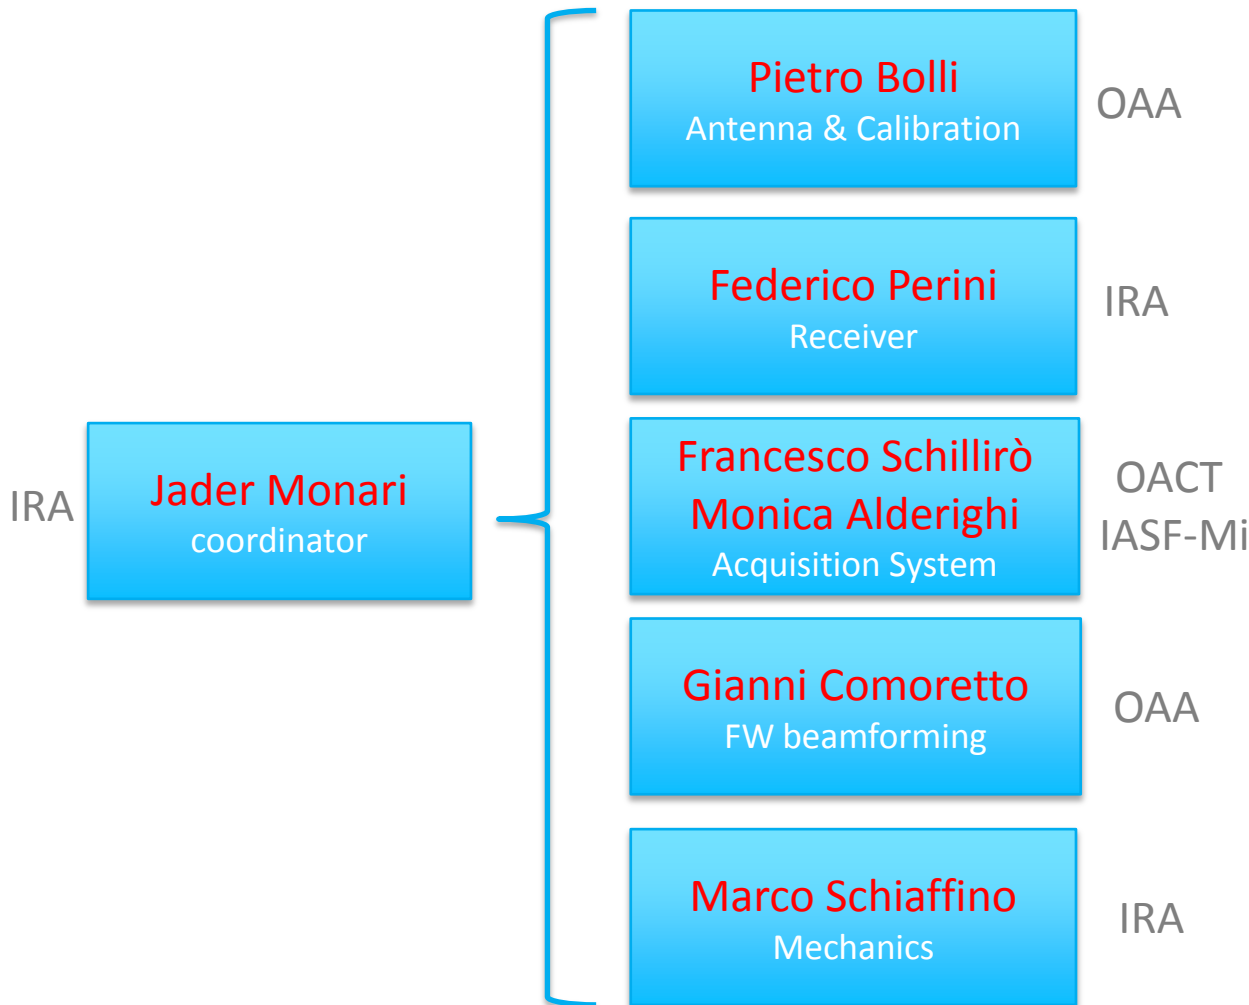 IRA
Jader Monari
coordinator
Pietro Bolli
Antenna & Calibration
OAA
Federico Perini
Receiver
IRA
Francesco Schillirò
Monica Alderighi
Acquisition System
OACT
IASF-Mi
Gianni Comoretto
FW beamforming
OAA
Marco Schiaffino
Mechanics
IRA